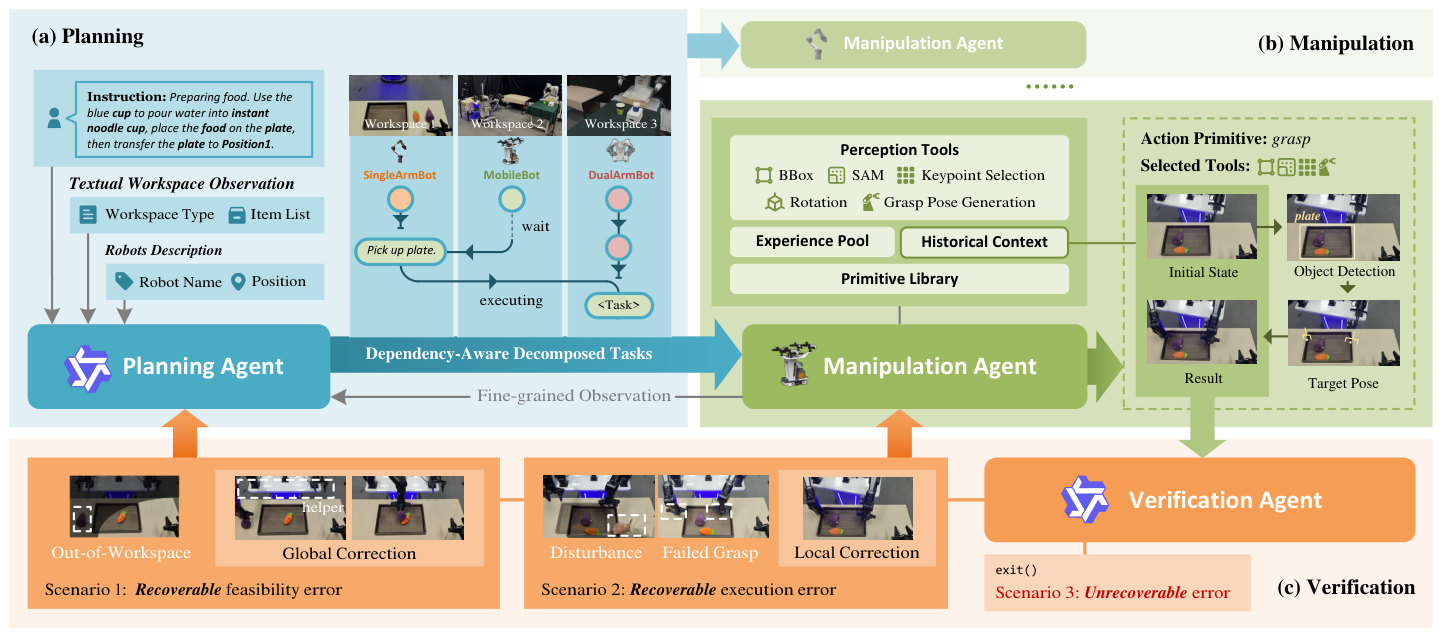 (a) Planning
Instruction: Preparing food. Use the
blue cup to pour water into instant
noodle cup, place the food on the plate,
then transfer the plate to Position1.
Textual Workspace Observation
Workspace Type
Item List
Robots Description
Robot Name
Position
Workspace 1
Workspace 2
Workspace 3
SingleArmBot
MobileBot
DualArmBot
wait
Pick up plate.
executing
<Task>
Planning Agent
Dependency-Aware Decomposed Tasks
Fine-grained Observation
Manipulation Agent
(b) Manipulation
Perception Tools
BBox
SAM
Keypoint Selection
Rotation
Grasp Pose Generation
Experience Pool
Historical Context
Primitive Library
Manipulation Agent
Action Primitive: grasp
Selected Tools:
plate
Initial State
Object Detection
Result
Target Pose
Out-of-Workspace
helper
Global Correction
Scenario 1: Recoverable feasibility error
Disturbance
Failed Grasp
Local Correction
Scenario 2: Recoverable execution error
Verification Agent
exit()
Scenario 3: Unrecoverable error
(c) Verification